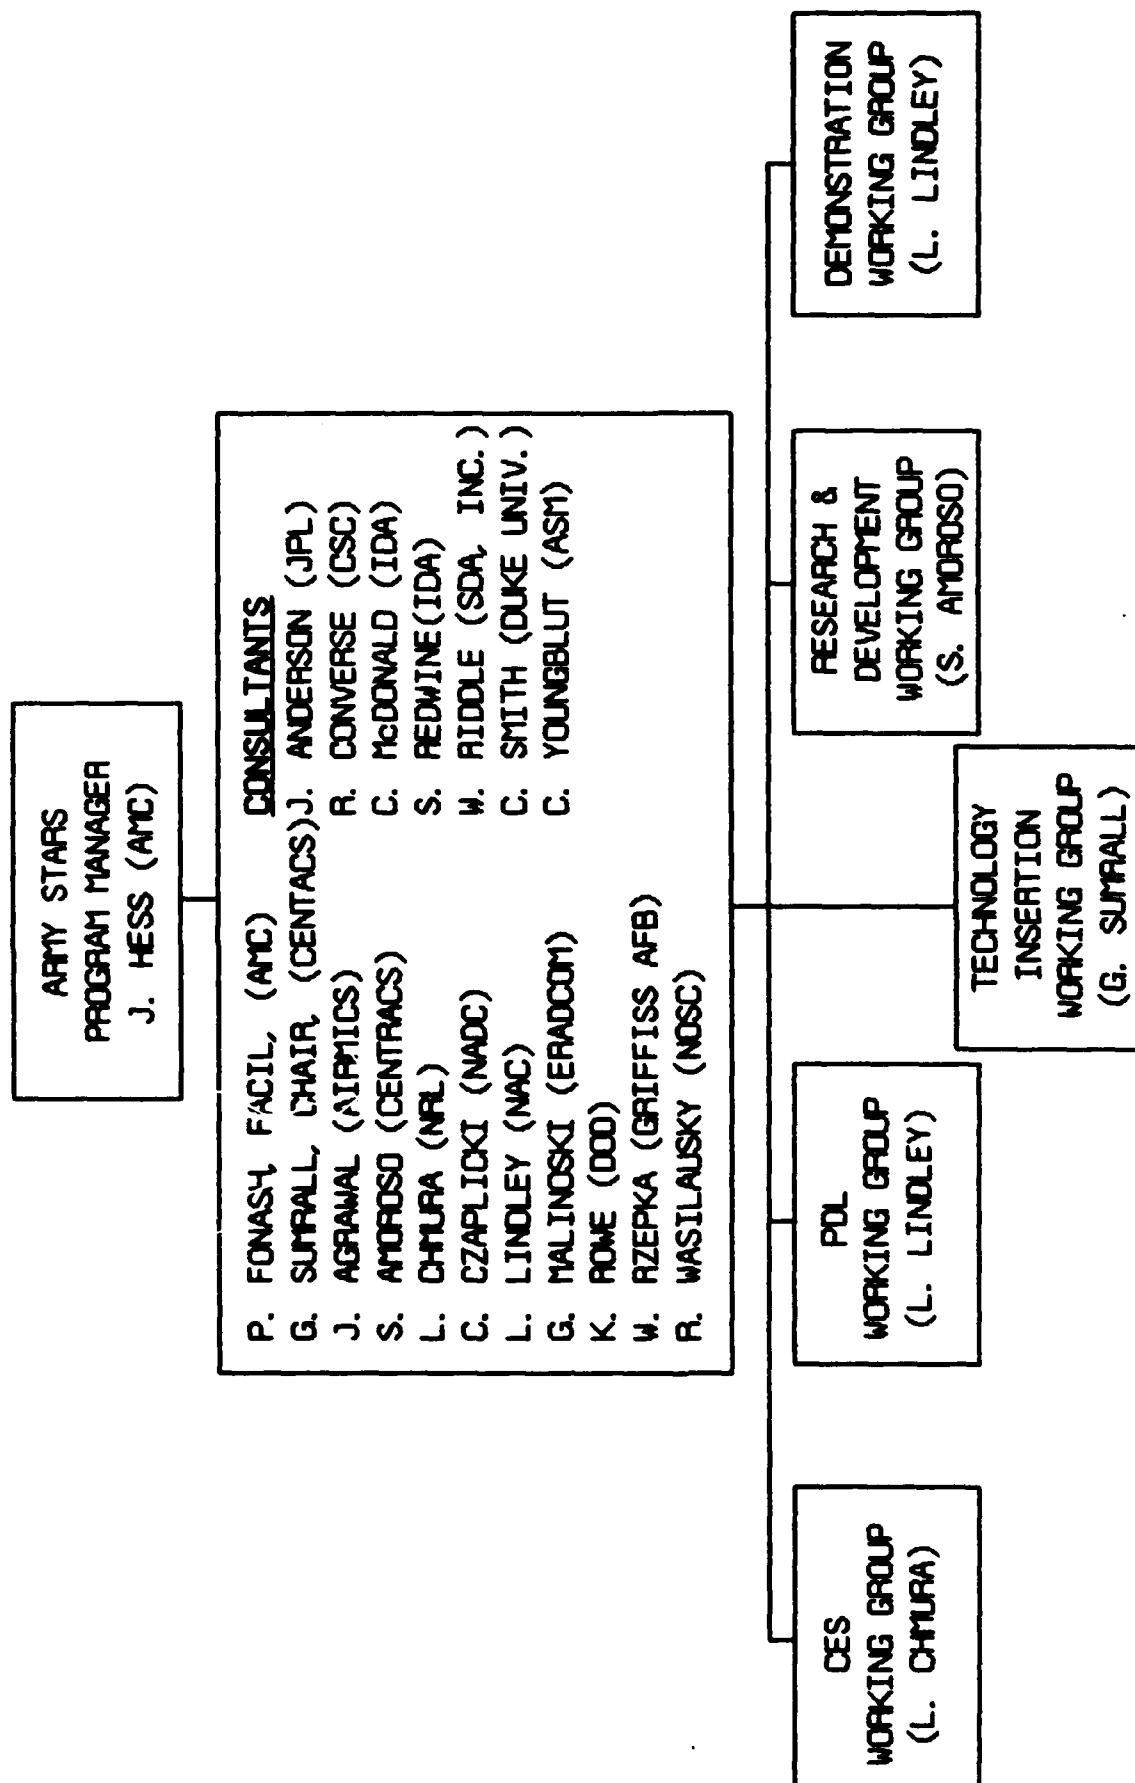 ARMY STARS
PROGRAM MANAGER
J. HESS (AMC)
P. FONASH, FACIL, (AMC)
G. SUMRALL, CHAIR, (CENTACS)
J. AGRAWAL (AIRMICS)
S. AMOROSO (CENTRACS)
L. CHMURA (NRL)
C. CZAPLICKI (NADC)
L. LINDLEY (NAC)
G. MALINOSKI (ERADCOM)
K. ROWE (DOD)
W. RZEPKA (GRIFFISS AFB)
R. WASILAUSKY (NOSC)
CONSULTANTS
J. ANDERSON (JPL)
R. CONVERSE (CSC)
C. McDONALD (IDA)
S. REDWINE(IDA)
W. RIDDLE (SDA, INC.)
C. SMITH (DUKE UNIV.)
C. YOUNGBLUT (ASM)
CES
WORKING GROUP
(L. CHMURA)
PDL
WORKING GROUP
(L. LINDLEY)
TECHNOLOGY
INSERTION
WORKING GROUP
(G. SUMRALL)
RESEARCH &
DEVELOPMENT
WORKING GROUP
(S. AMOROSO)
DEMONSTRATION
WORKING GROUP
(L. LINDLEY)